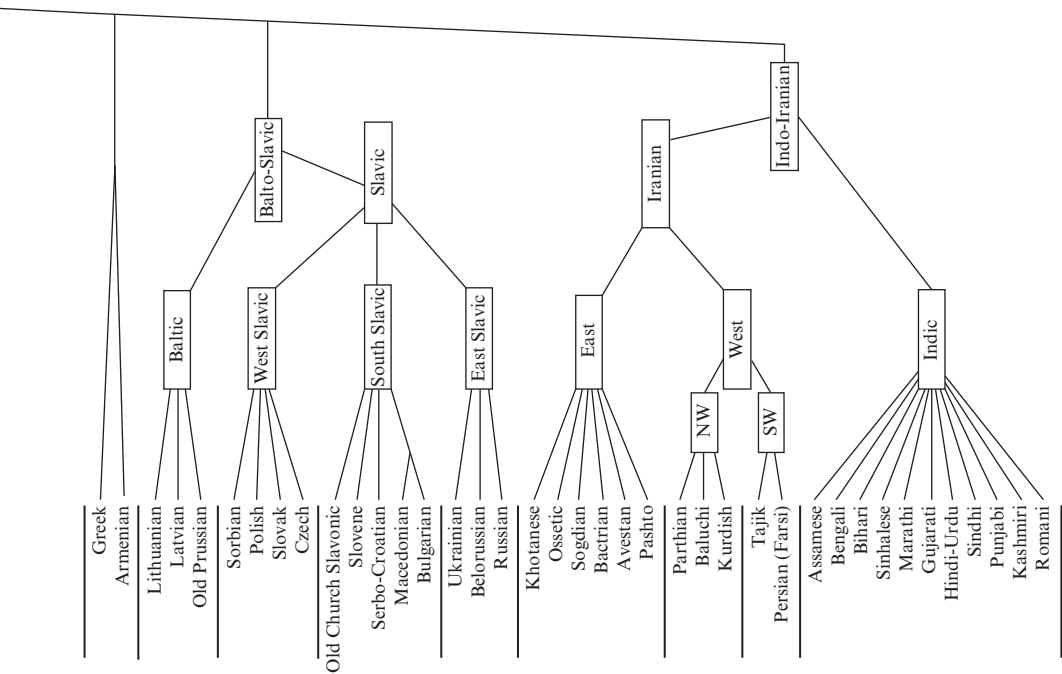 Indo-Iranian
Balto-Slavic
Slavic
Iranian
Baltic
West Slavic
South Slavic
East Slavic
East
West
Indic
NW
SW
Greek
Armenian
Lithuanian
Latvian
Old Prussian
Sorbian
Polish
Slovak
Czech
Old Church Slavonic
Slovene
Serbo-Croatian
Macedonian
Bulgarian
Ukrainian
Belorussian
Russian
Khotanese
Ossetic
Sogdian
Bactrian
Avestan
Pashto
Parthian
Baluchi
Kurdish
Tajik
Persian (Farsi)
Assamese
Bengali
Bihari
Sinhalese
Marathi
Gujarati
Hindi-Urdu
Sindhi
Punjabi
Kashmiri
Romani